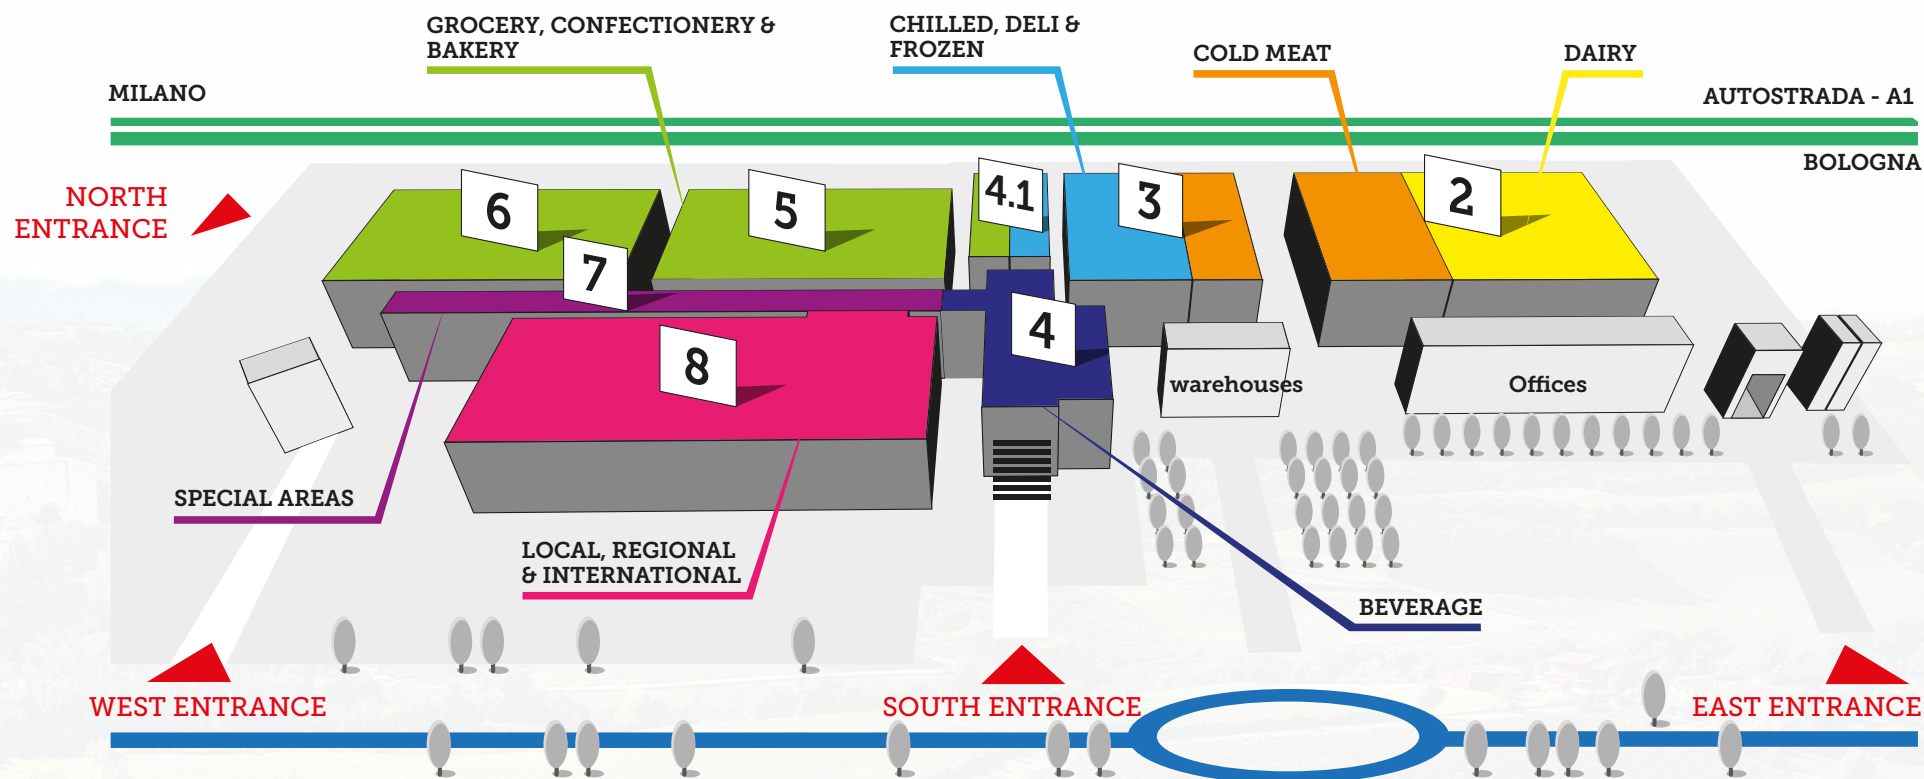 GROCERY, CONFECTIONERY &
BAKERY
CHILLED, DELI &
FROZEN
COLD MEAT
DAIRY
MILANO
AUTOSTRADA - A1
BOLOGNA
NORTH
ENTRANCE
6
5
4.1
3
2
7
4
8
warehouses
Offices
SPECIAL AREAS
LOCAL, REGIONAL
& INTERNATIONAL
BEVERAGE
WEST ENTRANCE
SOUTH ENTRANCE
EAST ENTRANCE